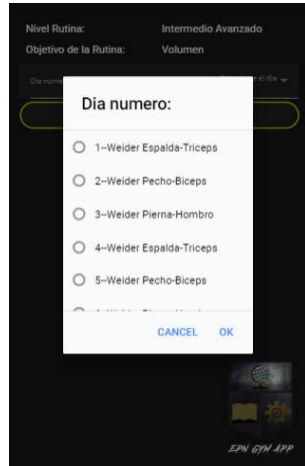 Nivel Rutina: Intermedio Avanzado
Objetivo de la Rutina: Volumen
Dia numero:
1--Weider Espalda-Triceps
2--Weider Pecho-Biceps
3--Weider Pierna-Hombro
4--Weider Espalda-Triceps
5--Weider Pecho-Biceps
CANCEL OK
EPN GYM APP